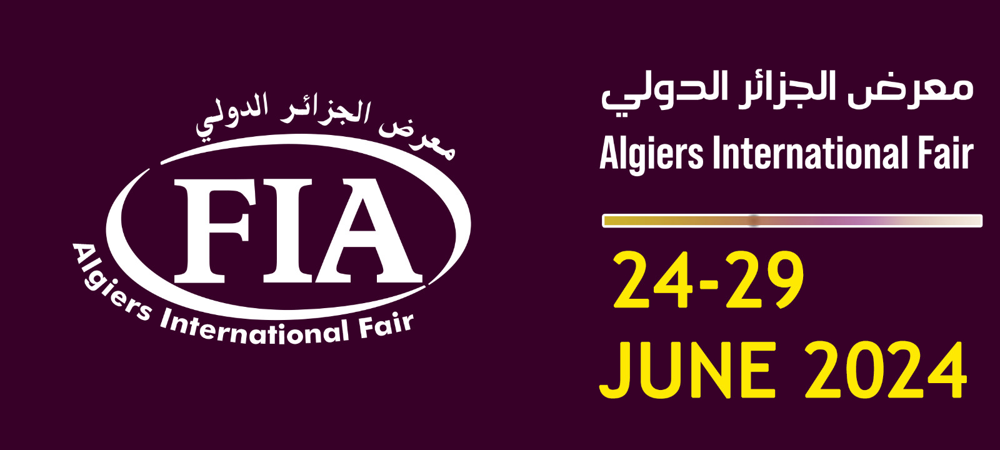 معرض الجزائر الدولي
FIA
Algiers International Fair
معرض الجزائر الدولي
Algiers International Fair
24-29
JUNE 2024